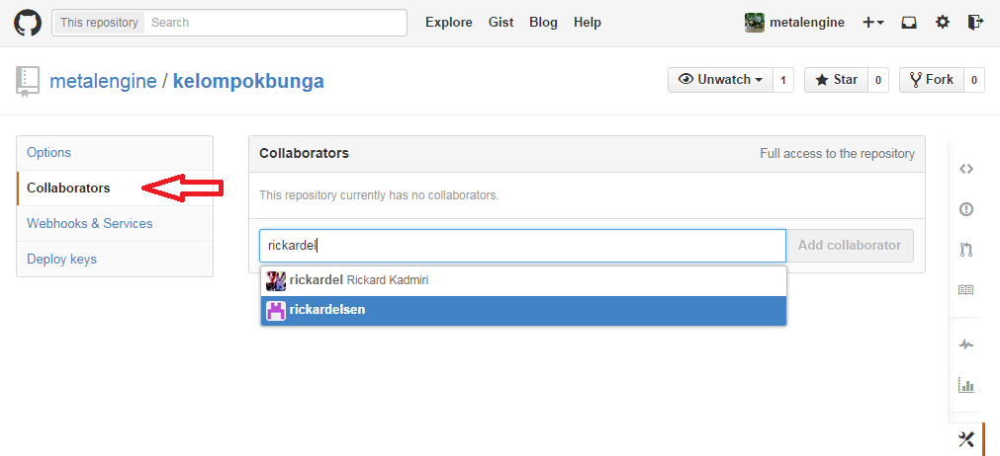 This repository Search Explore Gist Blog Help metalengine
metalengine / kelompokbunga Unwatch 1 Star 0 Fork 0
Options
Collaborators
Webhooks & Services
Deploy keys
Collaborators Full access to the repository
This repository currently has no collaborators.
rickardel Add collaborator
rickardel Rickard Kadmiri
rickardelsen